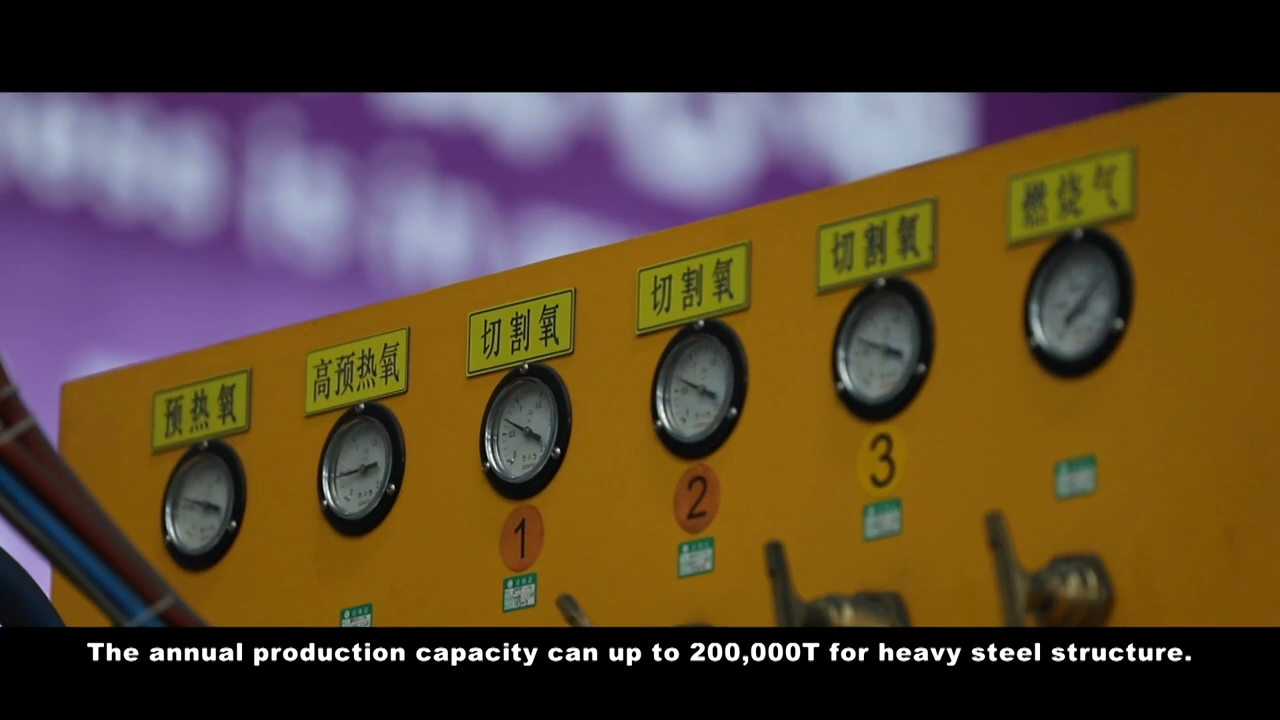 预热氧
高预热氧
切割氧
切割氧
切割氧
燃烧气
1
2
3
The annual production capacity can up to 200,000T for heavy steel structure.